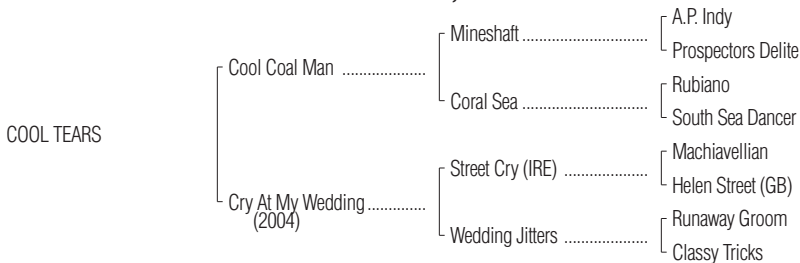 A.P. Indy
Mineshaft ....................................
Prospectors Delite
Cool Coal Man ........................
Rubiano
Coral Sea ....................................
South Sea Dancer
COOL TEARS
Machiavellian
Street Cry (IRE) ........................
Helen Street (GB)
Cry At My Wedding ................
(2004)
Runaway Groom
Wedding Jitters ........................
Classy Tricks